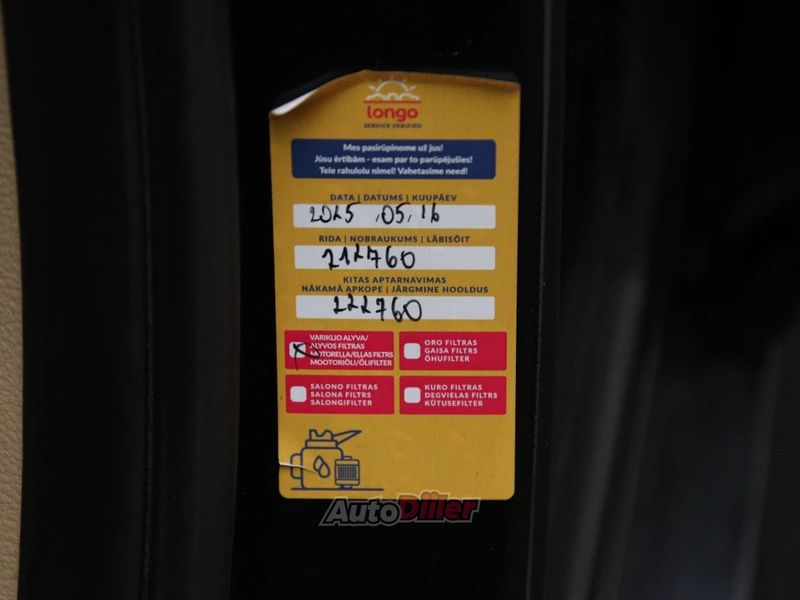 longo
SERVICE VERIFIED
Mes pasirūpinome už jus!
Jūsu ērtībām - esam par to parūpējušies!
Teie rahulolu nimel! Vahetasime need!
DATA | DATUMS | KUUPÄEV
2025 .05.16
RIDA | NOBRAUKUMS | LÄBISÕIT
212760
KITAS APTARNAVIMAS
NĀKAMĀ APKOPE | JÄRGMINE HOOLDUS
222760
VARIKLIO ALYVA/
ALYVOS FILTRAS
MOTORELLA/ELLAS FILTRS
MOOTORIÕLI/ÕLIFILTER
ORO FILTRAS
GAISA FILTRS
ÕHUFILTER
SALONO FILTRAS
SALONA FILTRS
SALONGIFILTER
KURO FILTRAS
DEGVIELAS FILTRS
KÜTUSEFILTER
AutoDiller